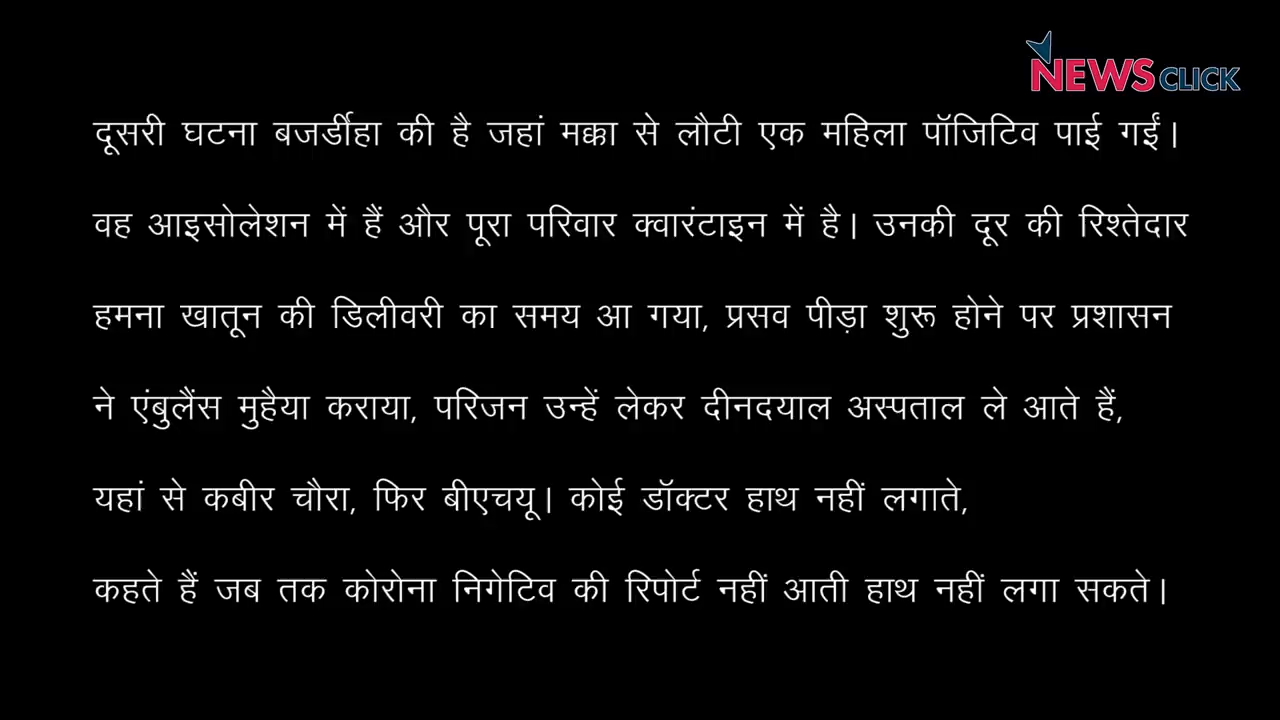 NEWSCLICK
दूसरी घटना बजर्डीहा की है जहां मक्का से लौटी एक महिला पॉजिटिव पाई गईं।
वह आइसोलेशन में हैं और पूरा परिवार क्वारंटाइन में है। उनकी दूर की रिश्तेदार
हमना खातून की डिलीवरी का समय आ गया, प्रसव पीड़ा शुरू होने पर प्रशासन
ने एंबुलैंस मुहैया कराया, परिजन उन्हें लेकर दीनदयाल अस्पताल ले आते हैं,
यहां से कबीर चौरा, फिर बीएचयू। कोई डॉक्टर हाथ नहीं लगाते,
कहते हैं जब तक कोरोना निगेटिव की रिपोर्ट नहीं आती हाथ नहीं लगा सकते।